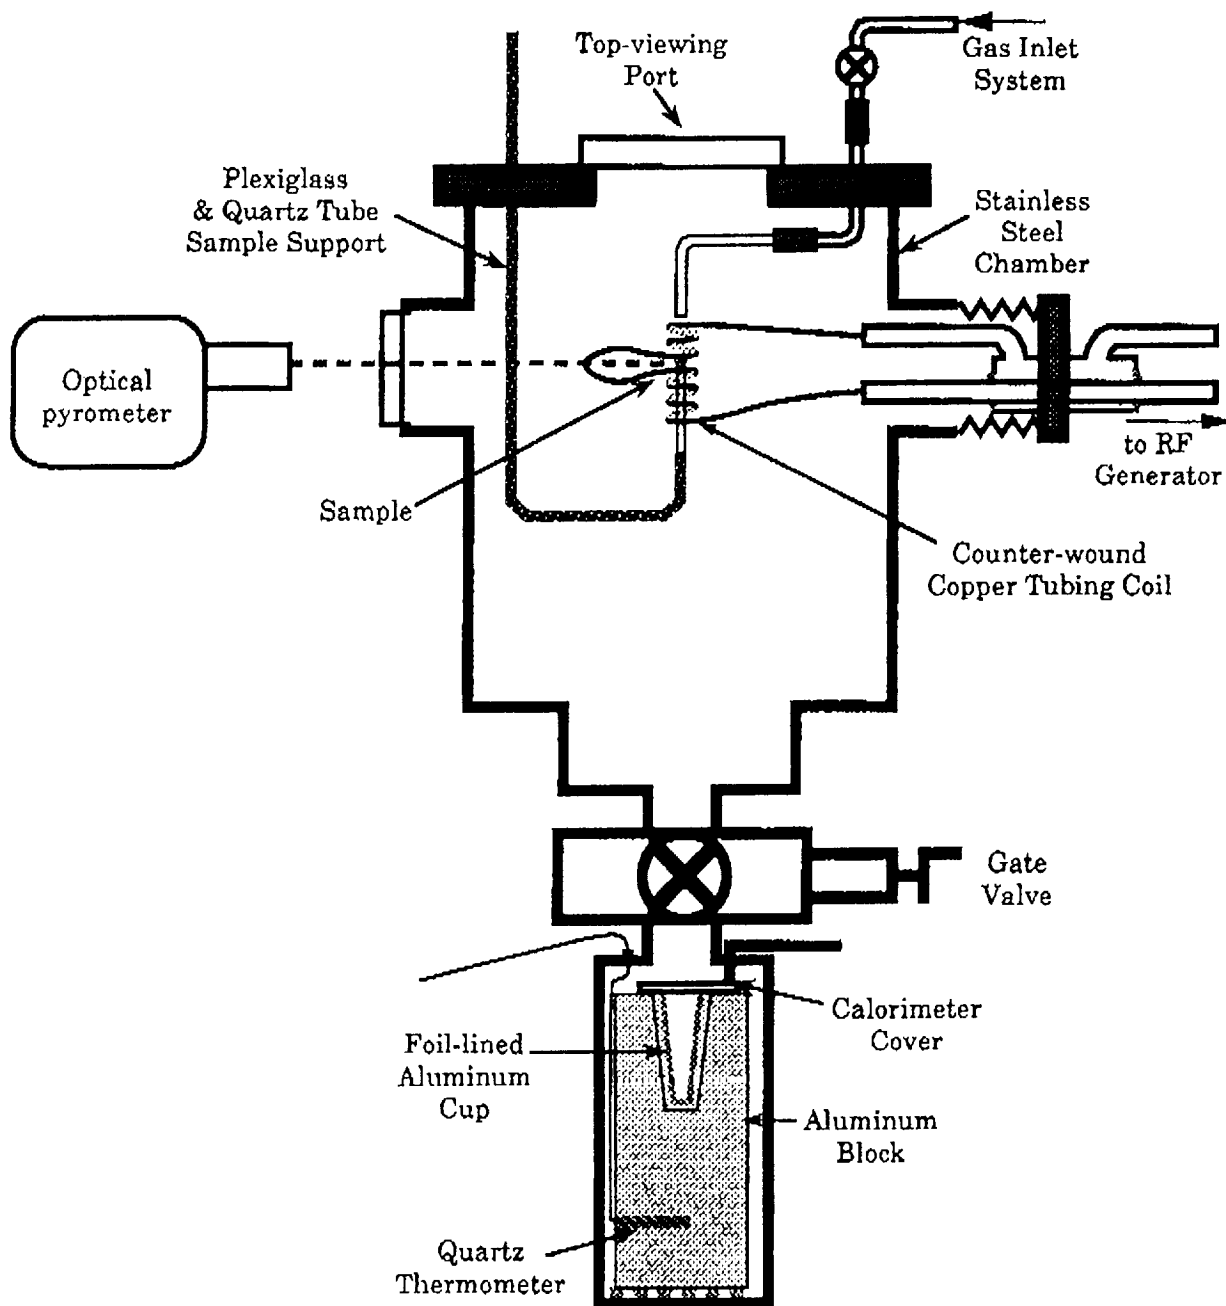 Top-viewing
Port
Gas Inlet
System
Plexiglass
& Quartz Tube
Sample Support
Stainless
Steel
Chamber
Optical
pyrometer
to RF
Generator
Sample
Counter-wound
Copper Tubing Coil
Gate
Valve
Calorimeter
Cover
Foil-lined
Aluminum
Cup
Aluminum
Block
Quartz
Thermometer